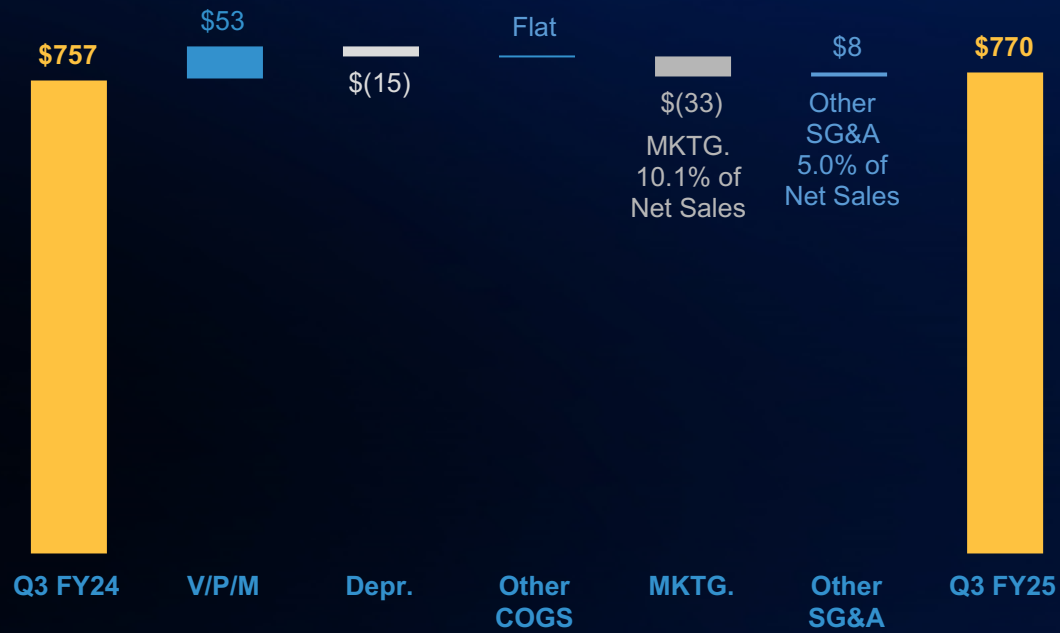 $757
$53
$(15)
Flat
$(33)
MKTG.
10.1% of
Net Sales
$8
Other
SG&A
5.0% of
Net Sales
$770
Q3 FY24
V/P/M
Depr.
Other
COGS
MKTG.
Other
SG&A
Q3 FY25